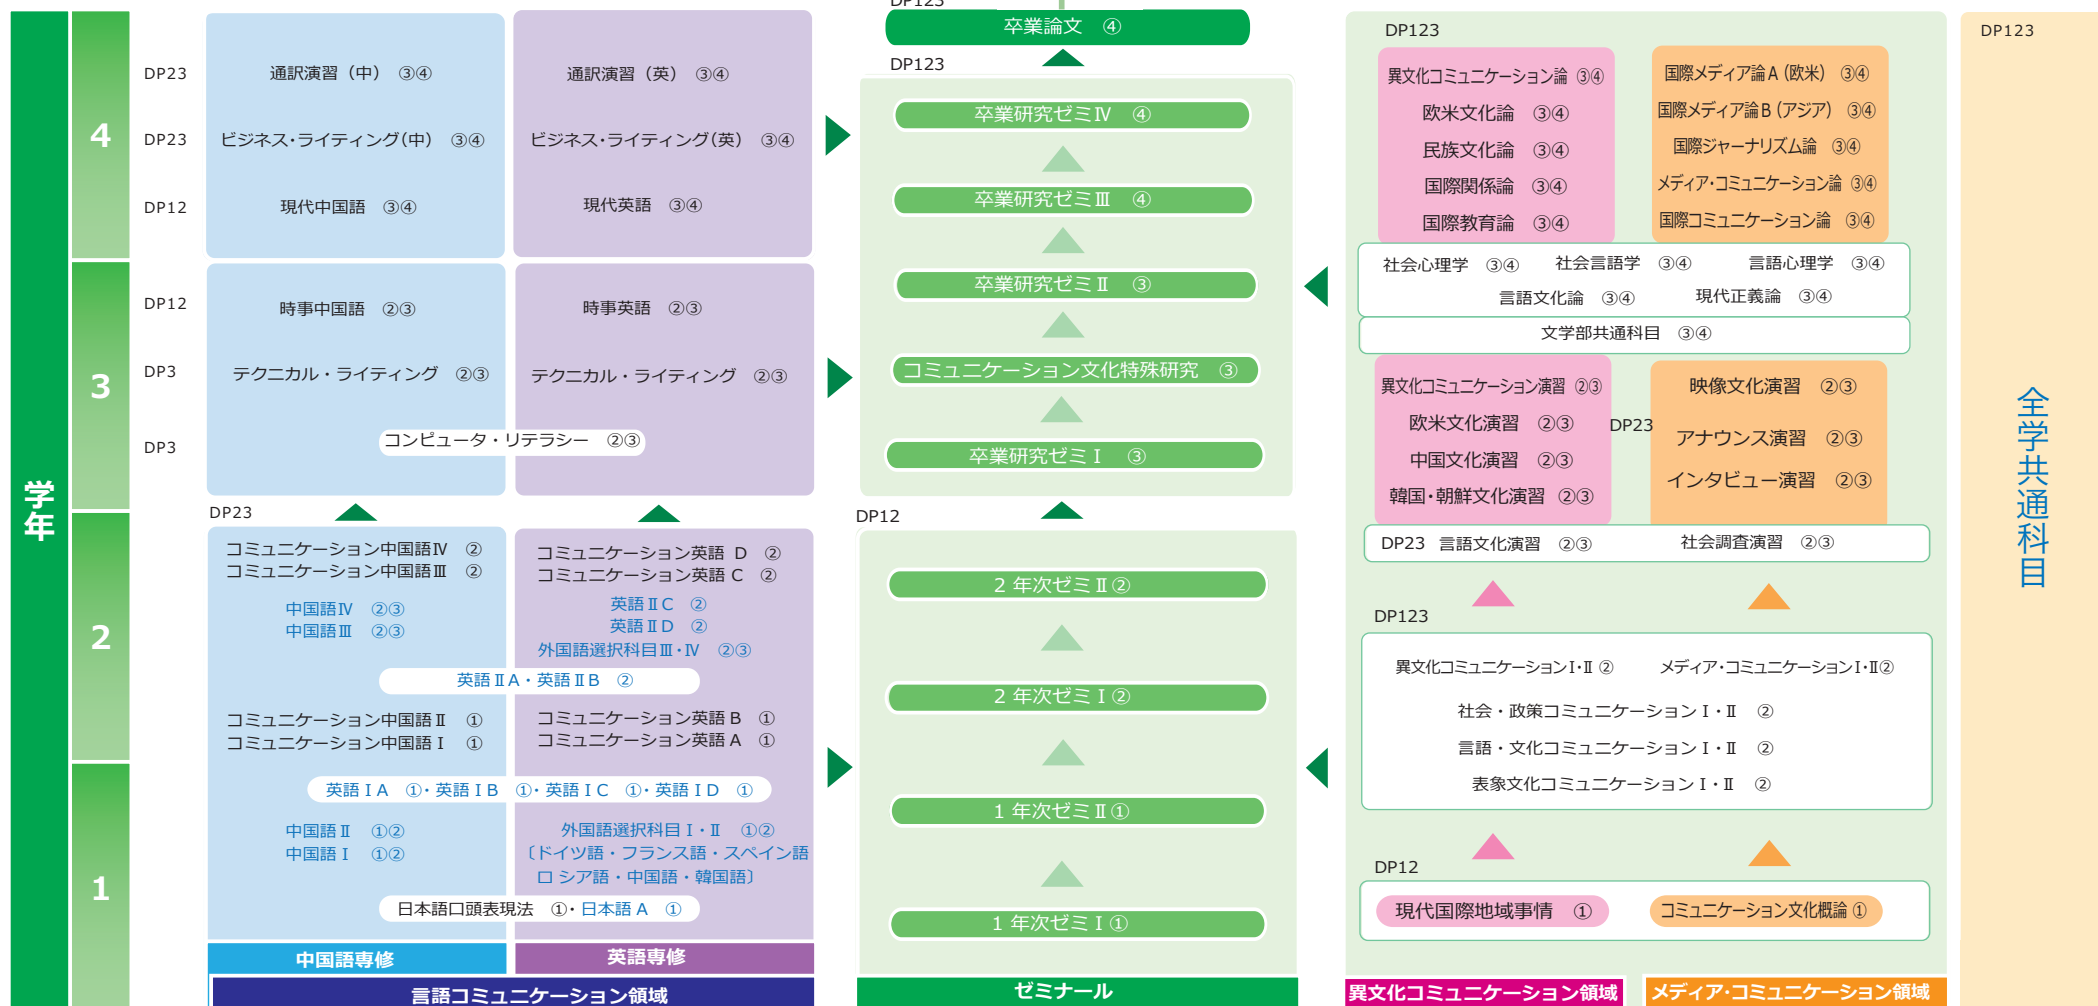 学年
4
3
2
1
DP23
DP23
DP12
DP12
DP3
DP3
通訳演習（中） ③④
ビジネス・ライティング(中) ③④
現代中国語 ③④
通訳演習（英） ③④
ビジネス・ライティング(英) ③④
現代英語 ③④
時事中国語 ②③
テクニカル・ライティング ②③
時事英語 ②③
テクニカル・ライティング ②③
コンピュータ・リテラシー ②③
DP23
コミュニケーション中国語Ⅳ ②
コミュニケーション中国語Ⅲ ②
中国語Ⅳ ②③
中国語Ⅲ ②③
コミュニケーション英語 D ②
コミュニケーション英語 C ②
英語ⅡC ②
英語ⅡD ②
外国語選択科目Ⅲ・Ⅳ ②③
英語ⅡA・英語ⅡB ②
コミュニケーション中国語Ⅱ ①
コミュニケーション中国語Ⅰ ①
コミュニケーション英語 B ①
コミュニケーション英語 A ①
英語ⅠA ①・英語ⅠB ①・英語ⅠC ①・英語ⅠD ①
中国語Ⅱ ①②
中国語Ⅰ ①②
外国語選択科目Ⅰ・Ⅱ ①②
〔ドイツ語・フランス語・スペイン語
ロシア語・中国語・韓国語〕
日本語口頭表現法 ①・日本語 A ①
中国語専修
英語専修
言語コミュニケーション領域
DP123
卒業論文 ④
DP123
卒業研究ゼミⅣ ④
卒業研究ゼミⅢ ④
卒業研究ゼミⅡ ③
コミュニケーション文化特殊研究 ③
卒業研究ゼミⅠ ③
DP12
2 年次ゼミⅡ②
2 年次ゼミⅠ②
1 年次ゼミⅡ①
1 年次ゼミⅠ①
ゼミナール
DP123
異文化コミュニケーション論 ③④
欧米文化論 ③④
民族文化論 ③④
国際関係論 ③④
国際教育論 ③④
国際メディア論A（欧米） ③④
国際メディア論B（アジア） ③④
国際ジャーナリズム論 ③④
メディア・コミュニケーション論 ③④
国際コミュニケーション論 ③④
社会心理学 ③④ 社会言語学 ③④ 言語心理学 ③④
言語文化論 ③④ 現代正義論 ③④
文学部共通科目 ③④
異文化コミュニケーション演習 ②③
欧米文化演習 ②③
中国文化演習 ②③
韓国・朝鮮文化演習 ②③
DP23
映像文化演習 ②③
アナウンス演習 ②③
インタビュー演習 ②③
DP23 言語文化演習 ②③ 社会調査演習 ②③
DP123
異文化コミュニケーションⅠ・Ⅱ ② メディア・コミュニケーションⅠ・Ⅱ②
社会・政策コミュニケーションⅠ・Ⅱ ②
言語・文化コミュニケーションⅠ・Ⅱ ②
表象文化コミュニケーションⅠ・Ⅱ ②
DP12
現代国際地域事情 ①
コミュニケーション文化概論 ①
異文化コミュニケーション領域
メディア・コミュニケーション領域
DP123
全学共通科目